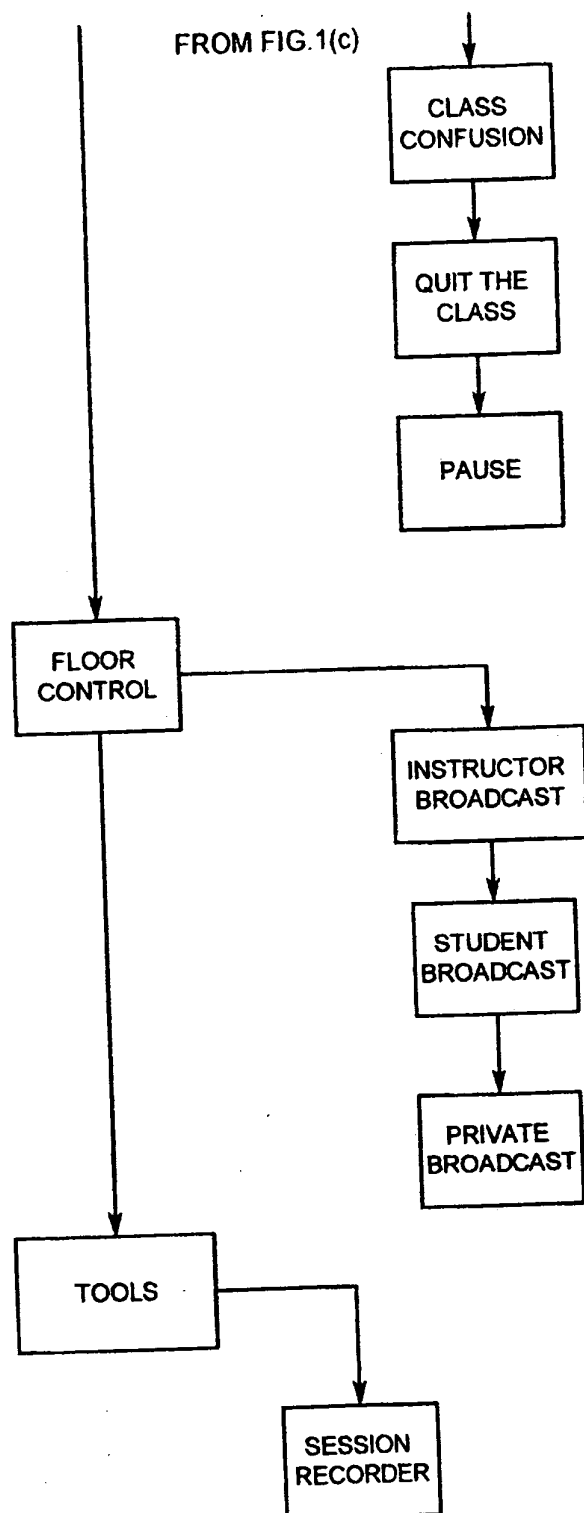 FROM FIG.1(c)
CLASS
CONFUSION
QUIT THE
CLASS
PAUSE
FLOOR
CONTROL
INSTRUCTOR
BROADCAST
STUDENT
BROADCAST
PRIVATE
BROADCAST
TOOLS
SESSION
RECORDER